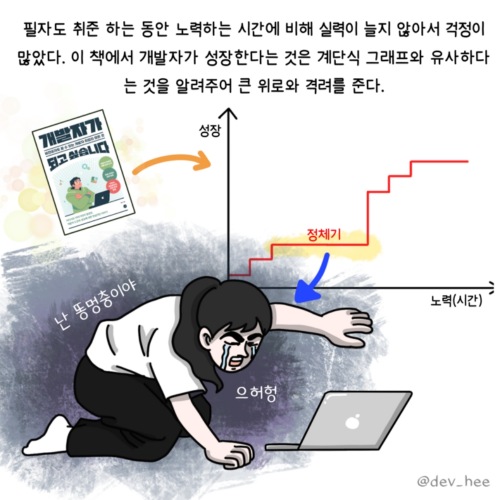 필자도 취준 하는 동안 노력하는 시간에 비해 실력이 늘지 않아서 걱정이
많았다. 이 책에서 개발자가 성장한다는 것은 계단식 그래프와 유사하다
는 것을 알려주어 큰 위로와 격려를 준다.
개발자가
되고 싶습니다
성장
정체기
노력(시간)
난 똥멍충이야
으허헝
@dev_hee